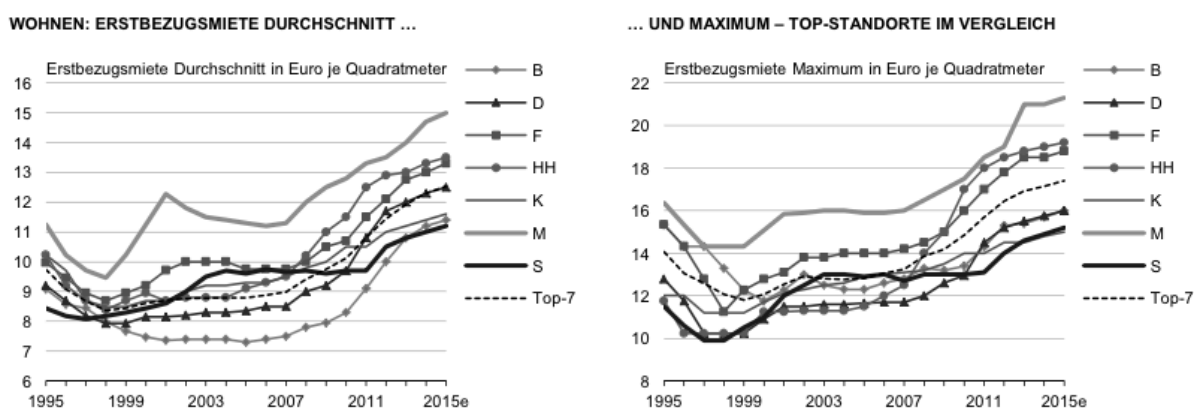 WOHNEN: ERSTBEZUGSMIETE DURCHSCHNITT …
Erstbezugsmiete Durchschnitt in Euro je Quadratmeter
16
15
14
13
12
11
10
9
8
7
6
1995 1999 2003 2007 2011 2015e
B
D
F
HH
K
M
S
Top-7
… UND MAXIMUM – TOP-STANDORTE IM VERGLEICH
Erstbezugsmiete Maximum in Euro je Quadratmeter
22
20
18
16
14
12
10
8
1995 1999 2003 2007 2011 2015e
B
D
F
HH
K
M
S
Top-7